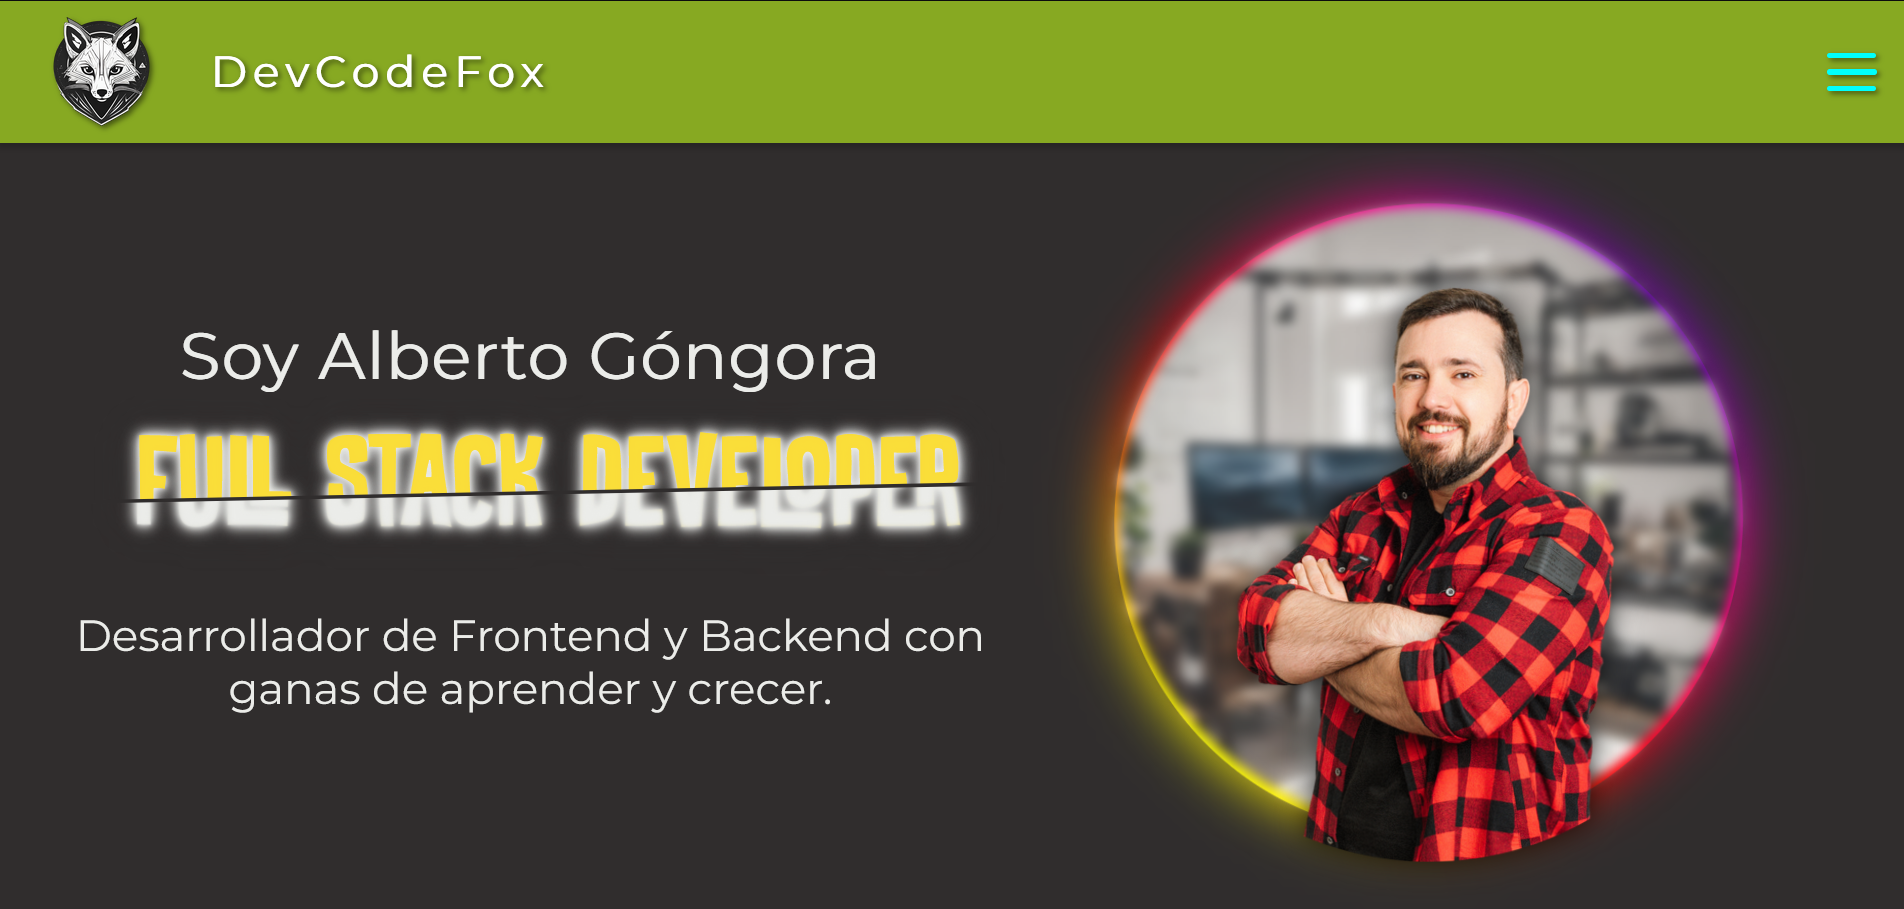 DevCodeFox
Soy Alberto Góngora
FULL STACK DEVELOPER
Desarrollador de Frontend y Backend con
ganas de aprender y crecer.